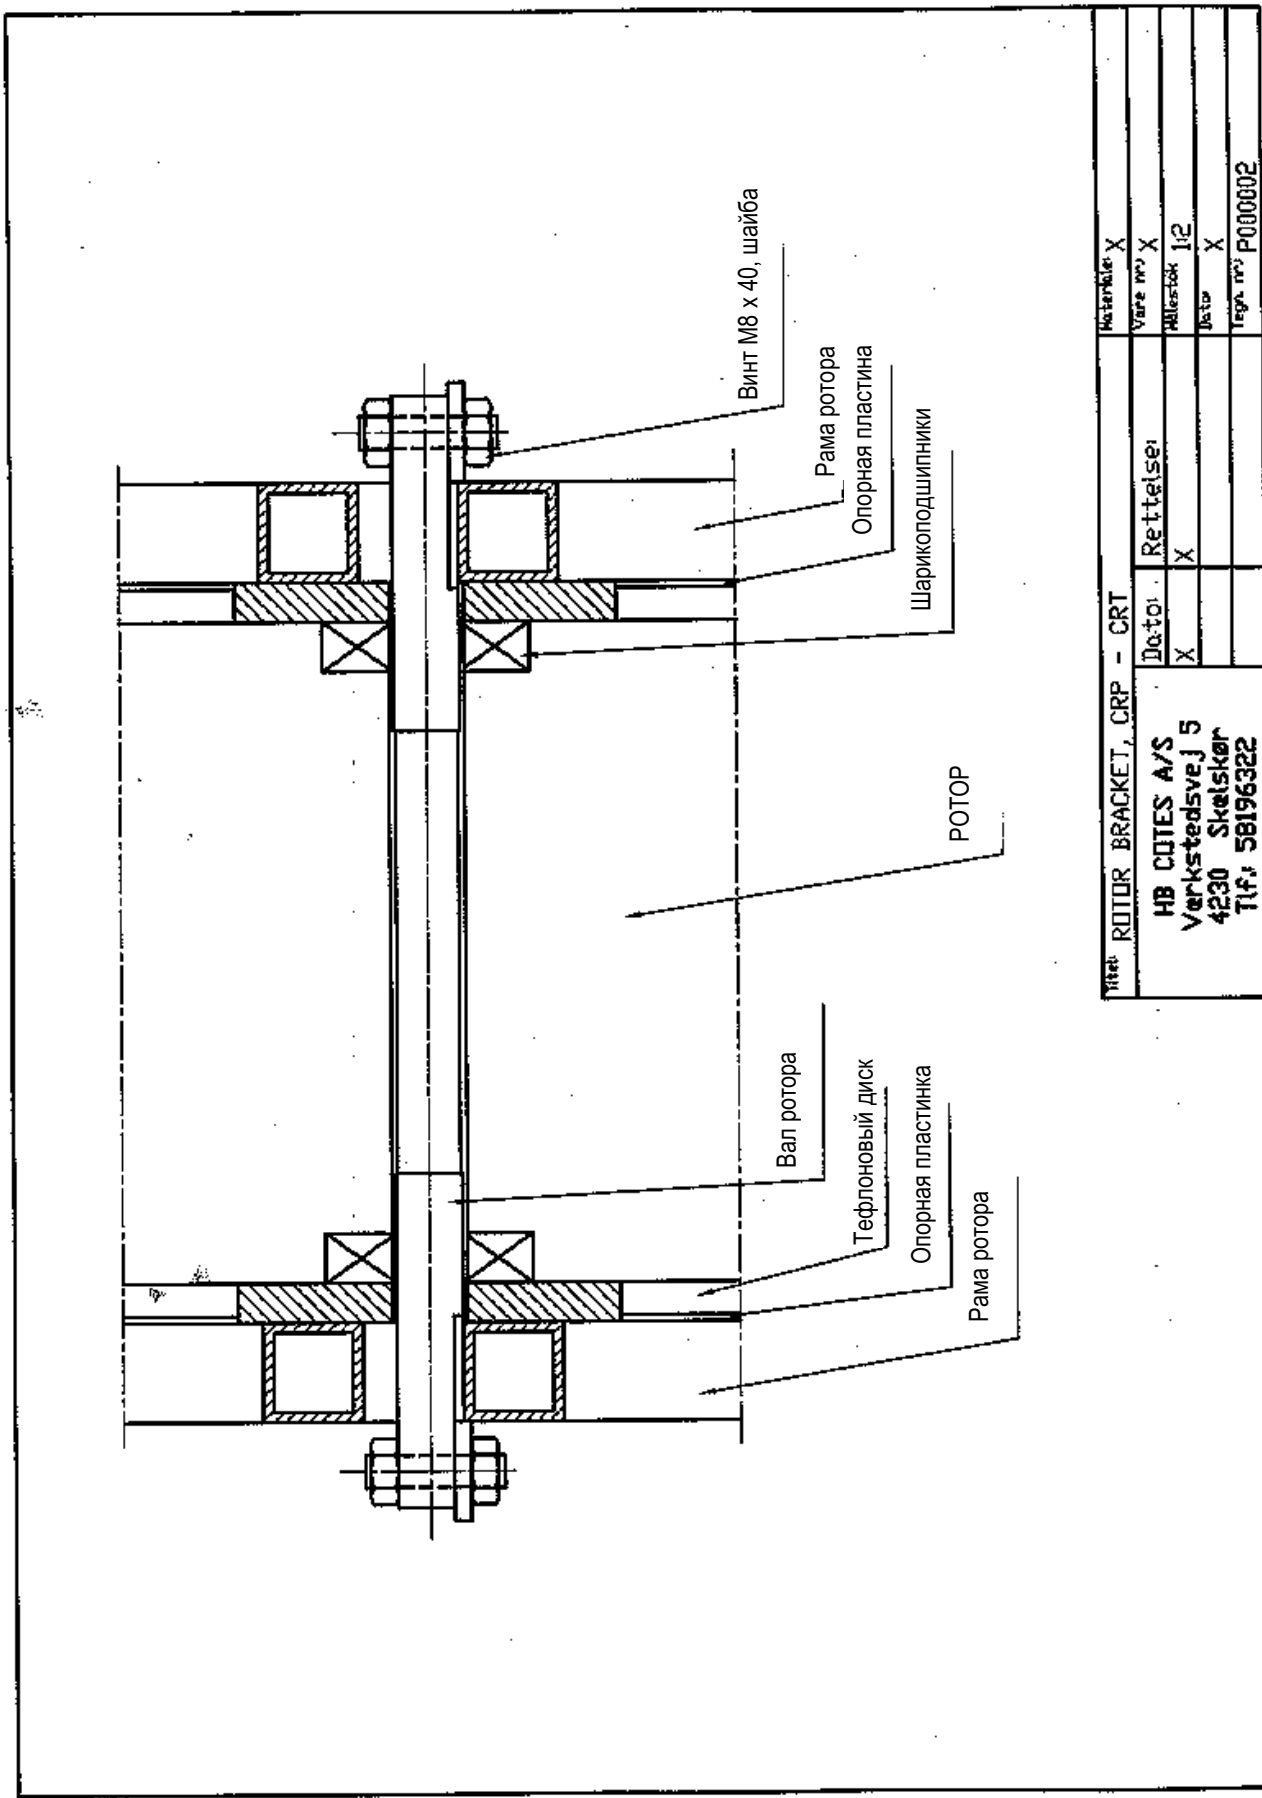 Винт М8 х 40, шайба
Рама ротора
Опорная пластина
Шарикоподшипники
РОТОР
Вал ротора
Тефлоновый диск
Опорная пластинка
Рама ротора
Titel: ROTOR BRACKET, CRP - CRT
Materiale: X
HB COTES A/S
Værkstedsvej 5
4230 Skælskør
Tlf.: 58196322
Dato: Rettelse:
X X
Vare nr.: X
Målestok 1:2
Dato: X
Tegn. nr.: P000002